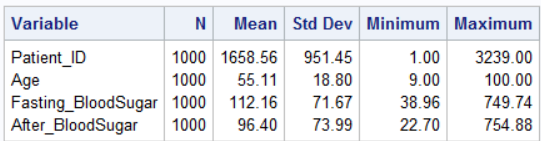 Variable N Mean Std Dev Minimum Maximum
Patient_ID 1000 1658.56 951.45 1.00 3239.00
Age 1000 55.11 18.80 9.00 100.00
Fasting_BloodSugar 1000 112.16 71.67 38.96 749.74
After_BloodSugar 1000 96.40 73.99 22.70 754.88